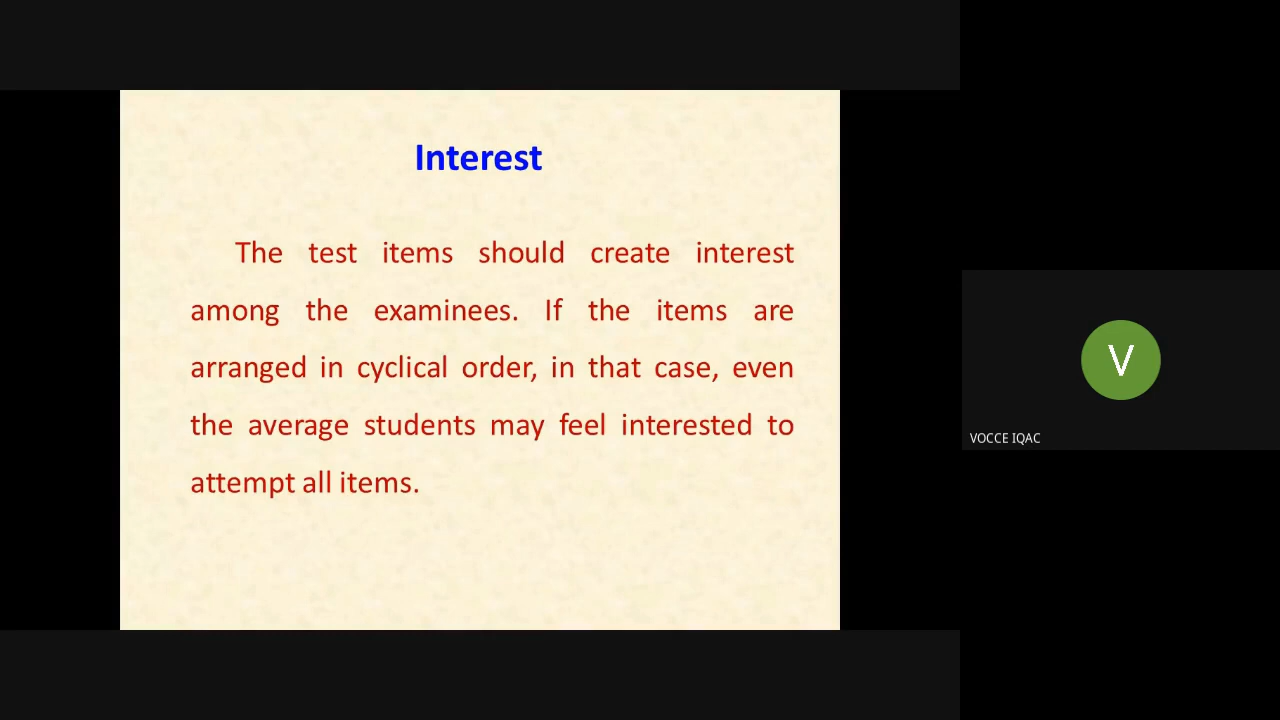 Interest
The test items should create interest
among the examinees. If the items are
arranged in cyclical order, in that case, even
the average students may feel interested to
attempt all items.
V
VOCCE IQAC